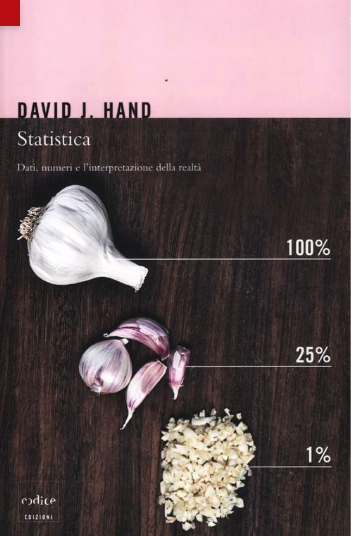 DAVID J. HAND
Statistica
Dati, numeri e l'interpretazione della realtà
100%
25%
1%
codice
EDIZIONI